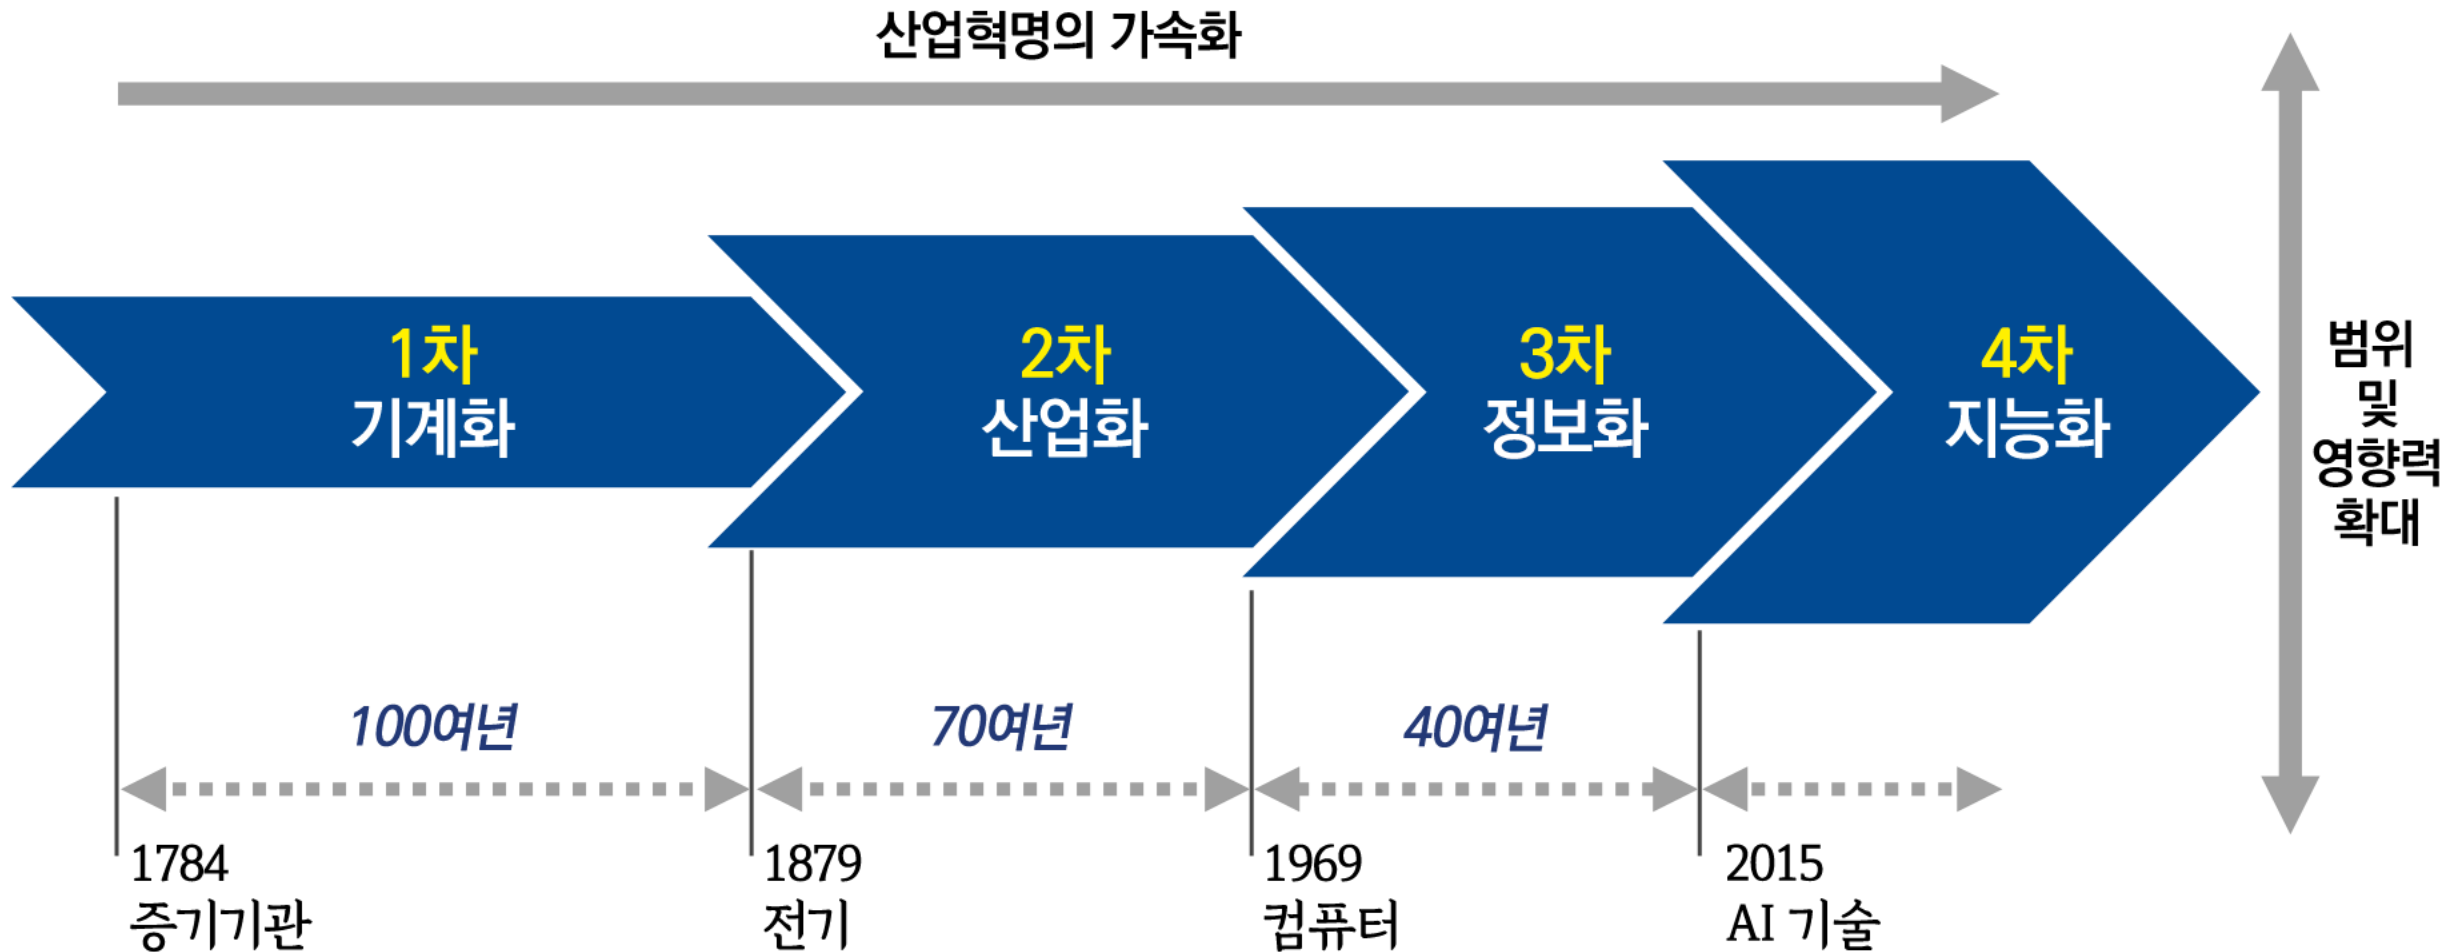 산업혁명의 가속화
1차
기계화
2차
산업화
3차
정보화
4차
지능화
범위
및
영향력
확대
100여년
70여년
40여년
1784
증기기관
1879
전기
1969
컴퓨터
2015
AI 기술